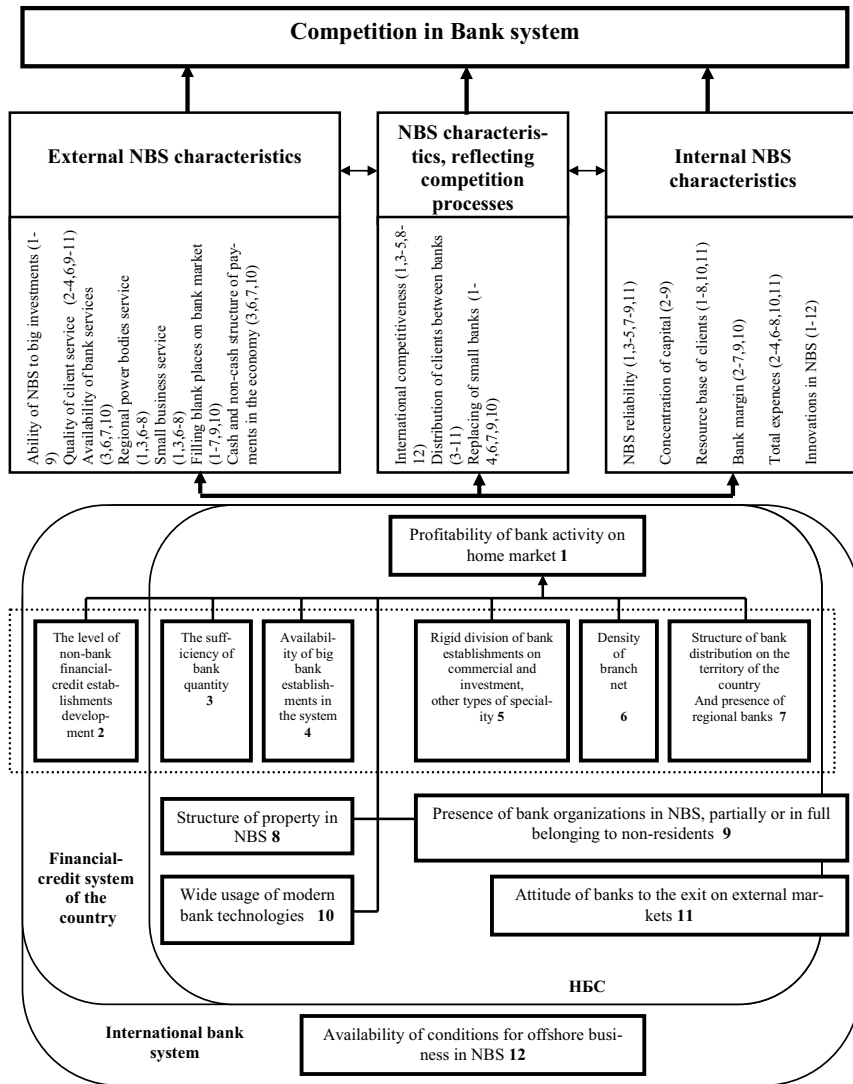 Competition in Bank system
External NBS characteristics
NBS characteris-
tics, reflecting
competition
processes
Internal NBS
characteristics
Ability of NBS to big investments (1-
9)
Quality of client service (2-4,6,9-11)
Availability of bank services
(3,6,7,10)
Regional power bodies service
(1,3,6-8)
Small business service
(1,3,6-8)
Filling blank places on bank market
(1-7,9,10)
Cash and non-cash structure of pay-
ments in the economy (3,6,7,10)
International competitiveness (1,3-5,8-
12)
Distribution of clients between banks
(3-11)
Replacing of small banks (1-
4,6,7,9,10)
NBS reliability (1,3-5,7-9,11)
Concentration of capital (2-9)
Resource base of clients (1-8,10,11)
Bank margin (2-7,9,10)
Total expences (2-4,6-8,10,11)
Innovations in NBS (1-12)
Profitability of bank activity on
home market 1
The level of
non-bank
financial-
credit estab-
lishments
develop-
ment 2
The suff-
iciency of
bank
quantity
3
Availabil-
ity of big
bank
establish-
ments in
the system
4
Rigid division of bank
establishments on
commercial and
investment,
other types of special-
ity 5
Density
of
branch
net
6
Structure of bank
distribution on the
territory of the
country
And presence of
regional banks 7
Structure of property in
NBS 8
Presence of bank organizations in NBS, partially or in full
belonging to non-residents 9
Financial-
credit system
of the
country
Wide usage of modern
bank technologies 10
Attitude of banks to the exit on external mar-
kets 11
НБС
International bank
system
Availability of conditions for offshore busi-
ness in NBS 12